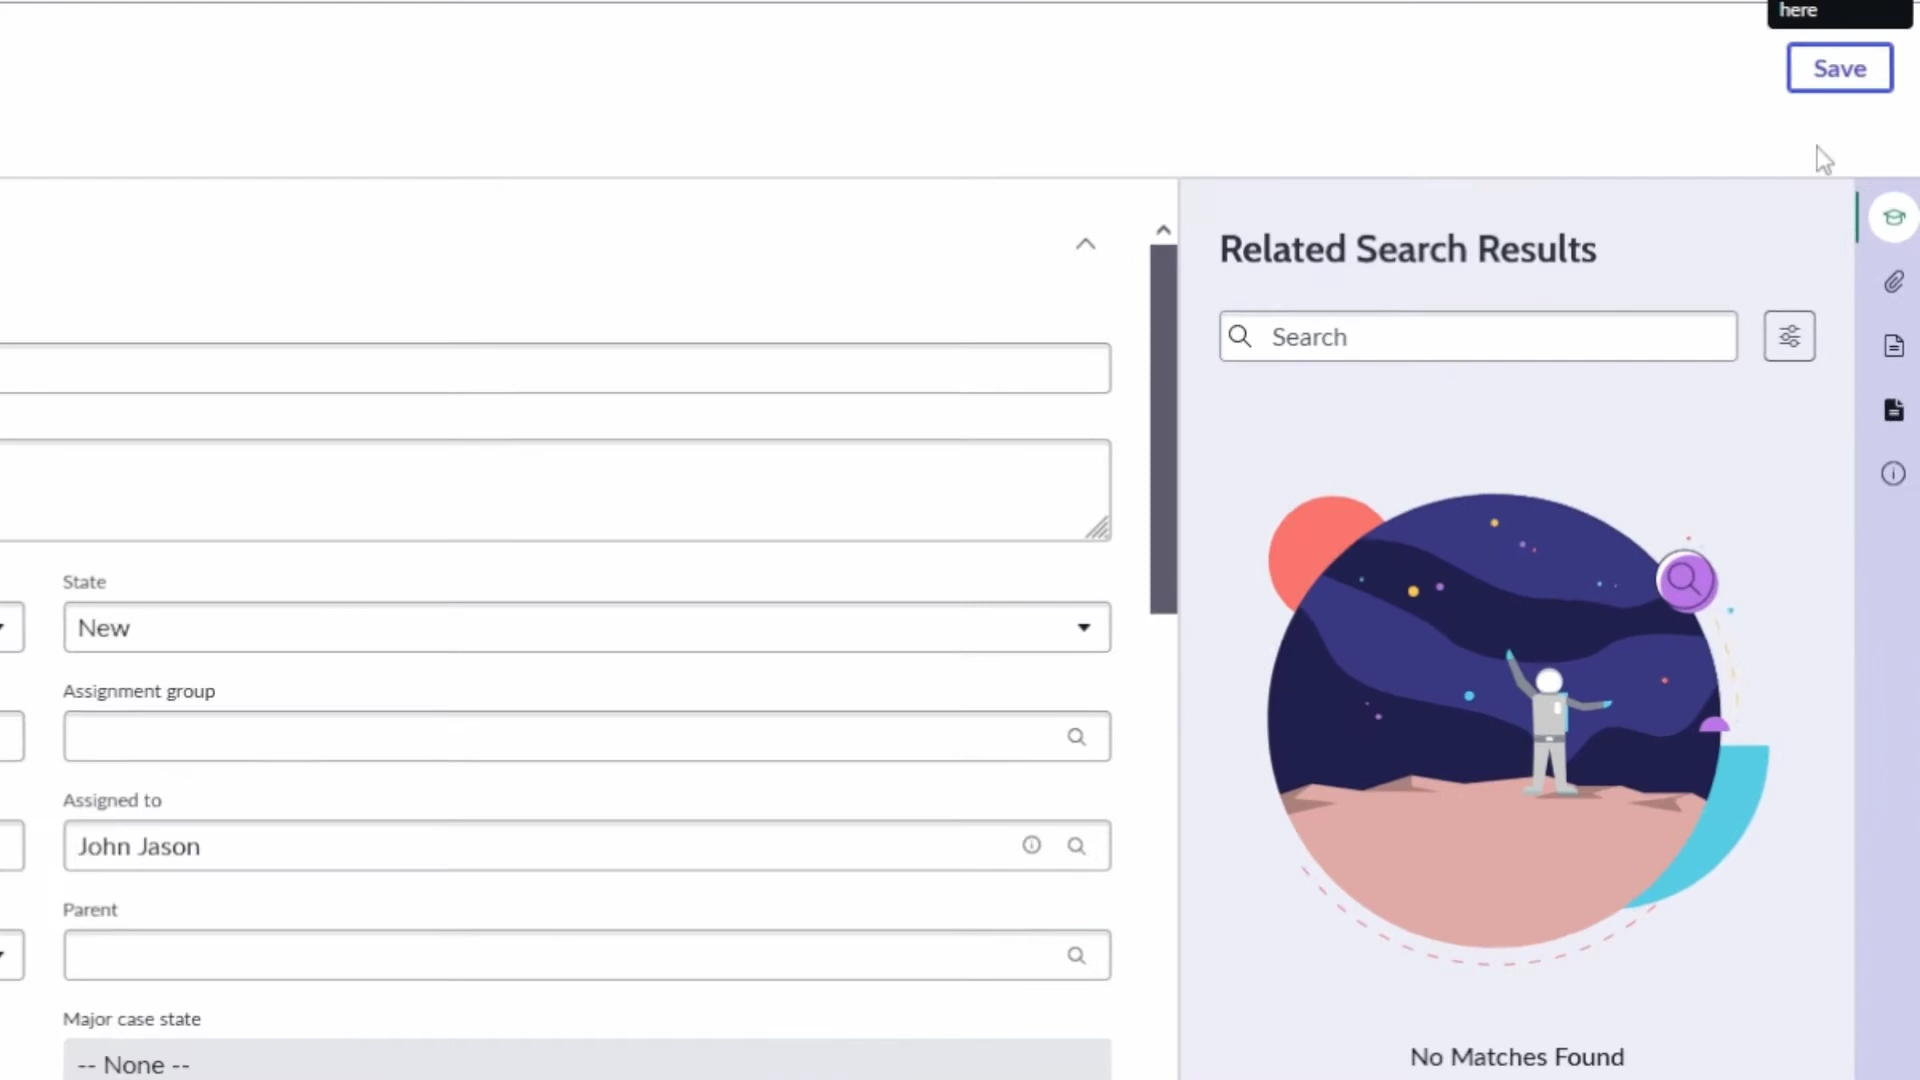 here
Save
Related Search Results
Search
State
New
Assignment group
Assigned to
John Jason
Parent
Major case state
-- None --
No Matches Found